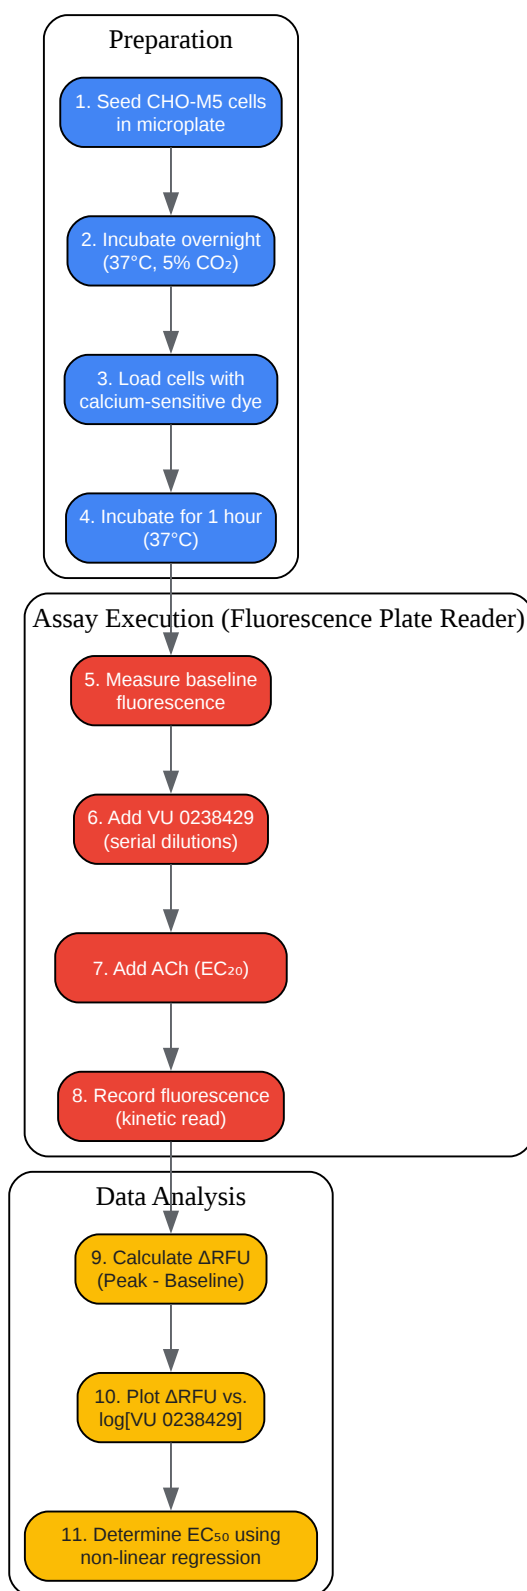 Preparation
1. Seed CHO-M5 cells
in microplate
2. Incubate overnight
(37°C, 5% CO₂)
3. Load cells with
calcium-sensitive dye
4. Incubate for 1 hour
(37°C)
Assay Execution (Fluorescence Plate Reader)
5. Measure baseline
fluorescence
6. Add VU 0238429
(serial dilutions)
7. Add ACh (EC₂₀)
8. Record fluorescence
(kinetic read)
Data Analysis
9. Calculate ΔRFU
(Peak - Baseline)
10. Plot ΔRFU vs.
log[VU 0238429]
11. Determine EC₅₀ using
non-linear regression